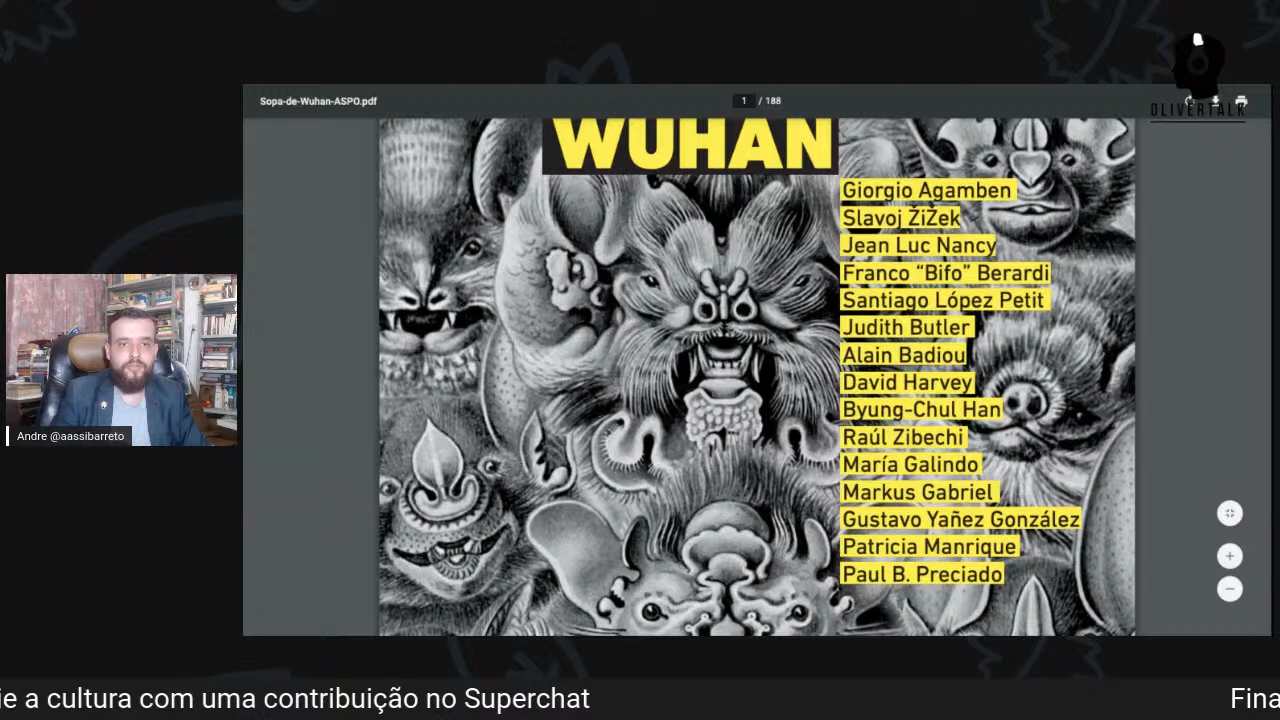 OLIVERTALK
Sopa-de-Wuhan-ASPO.pdf
1 / 188
WUHAN
Giorgio Agamben
Slavoj ZiZek
Jean Luc Nancy
Franco “Bifo” Berardi
Santiago López Petit
Judith Butler
Alain Badiou
David Harvey
Byung-Chul Han
Raúl Zibechi
María Galindo
Markus Gabriel
Gustavo Yañez González
Patricia Manrique
Paul B. Preciado
Andre @aassibarreto
ie a cultura com uma contribuição no Superchat
Fina